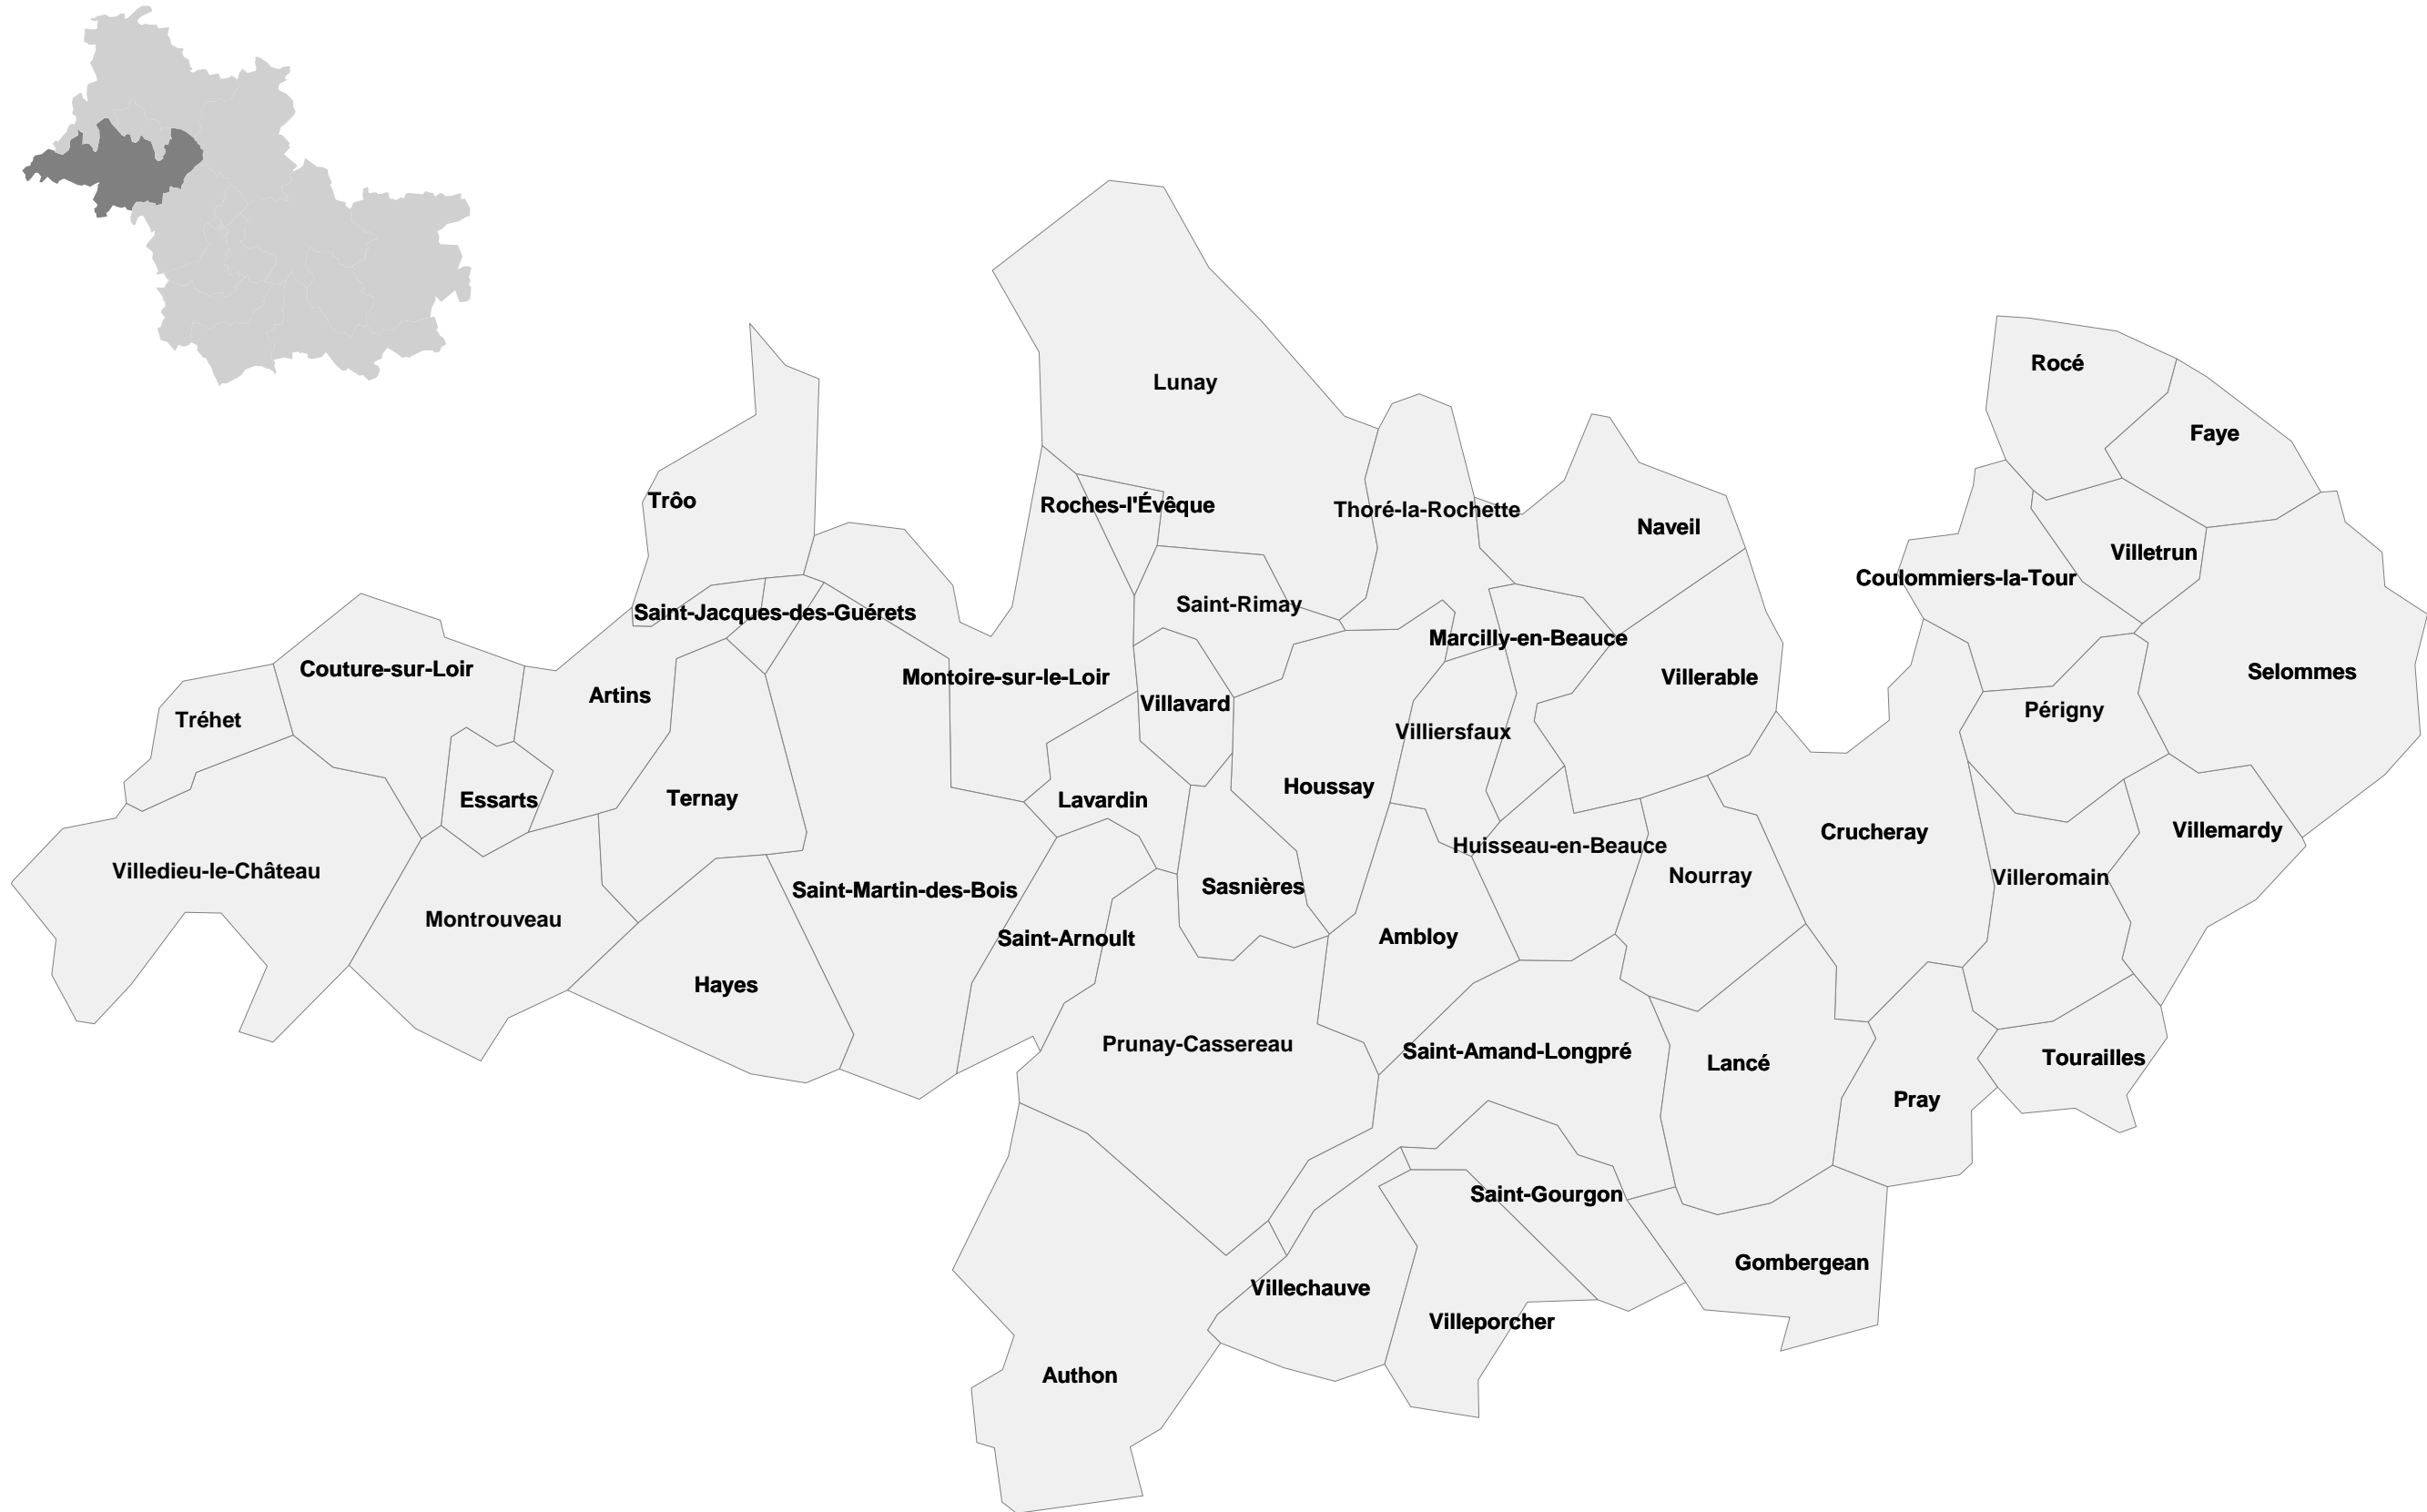 Rocé
Lunay
Faye
Trôo
Roches-l'Évêque
Thoré-la-Rochette
Naveil
Villetrun
Coulommiers-la-Tour
Saint-Rimay
Saint-Jacques-des-Guérets
Marcilly-en-Beauce
Couture-sur-Loir
Selommes
Montoire-sur-le-Loir
Villerable
Artins
Villavard
Périgny
Tréhet
Villiersfaux
Houssay
Ternay
Essarts
Lavardin
Villemardy
Crucheray
Huisseau-en-Beauce
Villedieu-le-Château
Nourray
Villeromain
Sasnières
Saint-Martin-des-Bois
Montrouveau
Ambloy
Saint-Arnoult
Hayes
Prunay-Cassereau
Saint-Amand-Longpré
Tourailles
Lancé
Pray
Saint-Gourgon
Gombergean
Villechauve
Villeporcher
Authon